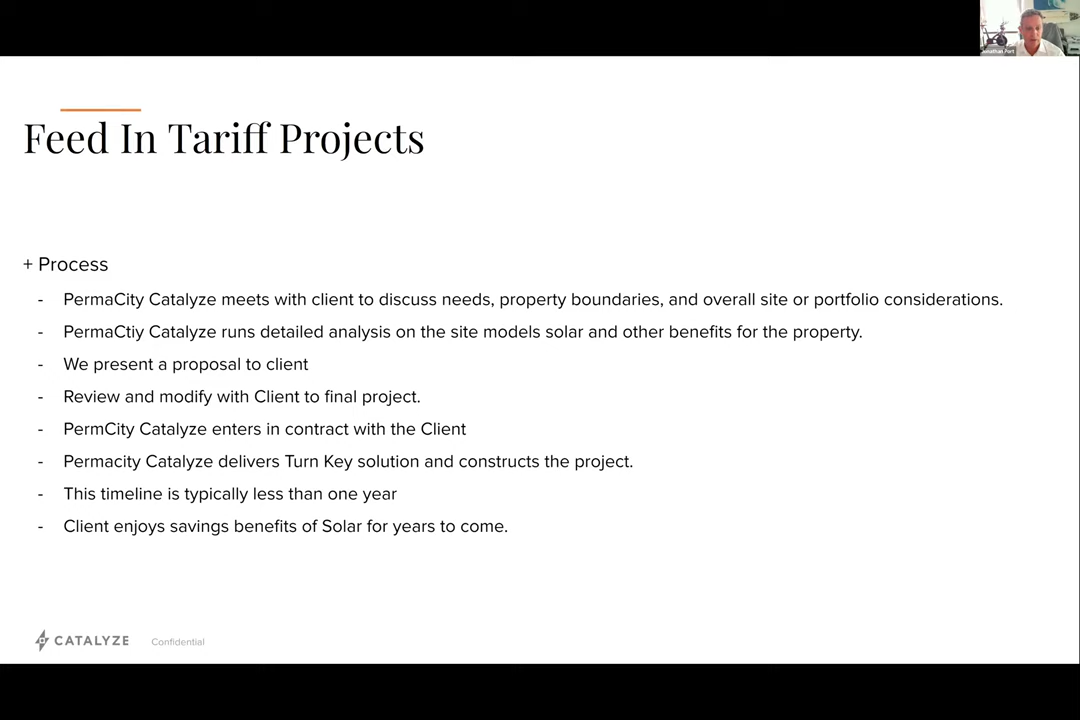 Jonathan Port
Feed In Tariff Projects
+ Process
- PermaCity Catalyze meets with client to discuss needs, property boundaries, and overall site or portfolio considerations.
- PermaCtiy Catalyze runs detailed analysis on the site models solar and other benefits for the property.
- We present a proposal to client
- Review and modify with Client to final project.
- PermCity Catalyze enters in contract with the Client
- Permacity Catalyze delivers Turn Key solution and constructs the project.
- This timeline is typically less than one year
- Client enjoys savings benefits of Solar for years to come.
CATALYZE Confidential